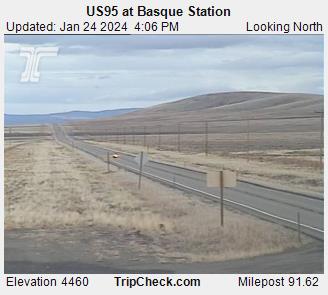 US95 at Basque Station
Updated: Jan 24 2024 4:06 PM Looking North
Elevation 4460 TripCheck.com Milepost 91.62